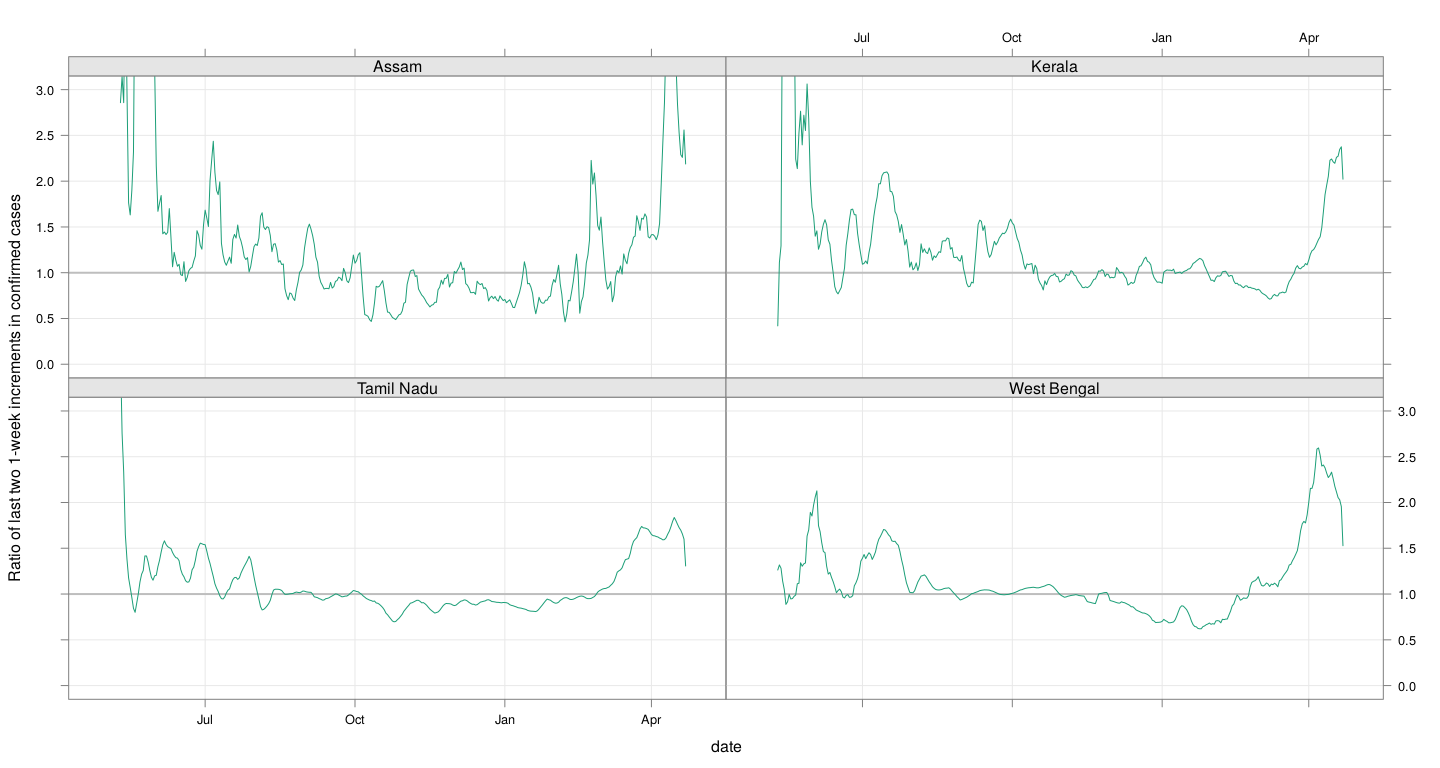 Jul Oct Jan Apr
Assam Kerala
3.0
2.5
2.0
1.5
1.0
0.5
0.0
Ratio of last two 1-week increments in confirmed cases
Tamil Nadu West Bengal
3.0
2.5
2.0
1.5
1.0
0.5
0.0
Jul Oct Jan Apr
date